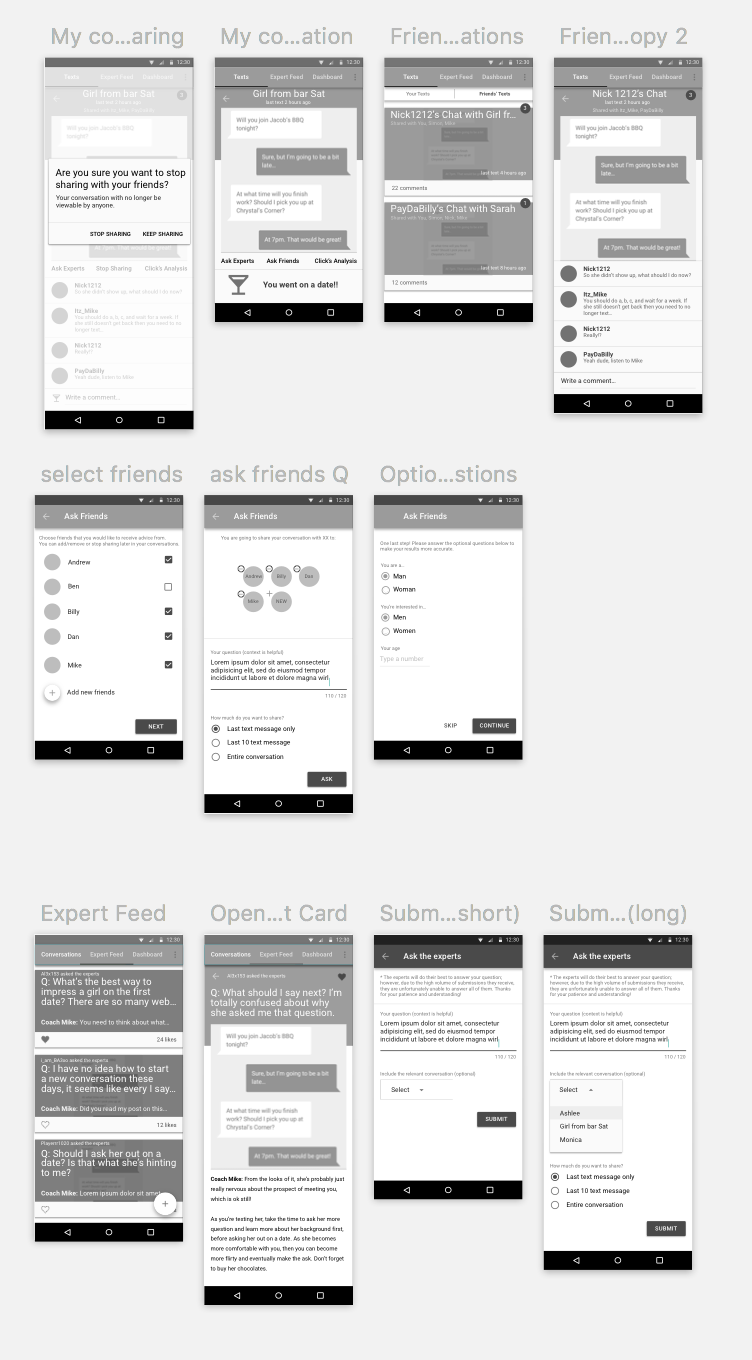 My co...aring
12:30
Texts Expert Feed Dashboard
Girl from bar Sat
last text 2 hours ago
2
Will you join Jacob's BBQ
tonight?
Are you sure you want to stop
sharing with your friends?
Your conversation with no longer be
viewable by anyone.
STOP SHARING KEEP SHARING
At 7pm. That would be great!
Ask Experts Stop Sharing Click's Analysis
Nick1212
So she didn't show up, what should I do now?
Itz_Mike
You should do a, b, c, and wait for a week. If
she still doesn't get back then you need to no
longer text...
Nick1212
Really!?
PayDaBilly
Yeah dude, listen to Mike
Write a comment...
My co...ation
12:30
Texts Expert Feed Dashboard
Girl from bar Sat
last text 2 hours ago
Will you join Jacob's BBQ
tonight?
Sure, but I'm going to be a bit
late...
At what time will you finish
work? Should I pick you up at
Chrystal's Corner?
At 7pm. That would be great!
Ask Experts Ask Friends Click's Analysis
You went on a date!!
Frien...ations
12:30
Texts Expert Feed Dashboard
Your Texts Friends' Texts
Nick1212's Chat with Girl fr...
last text 4 hours ago
22 comments
1
PayDaBilly's Chat with Sarah
last text 8 hours ago
12 comments
Frien...opy 2
12:30
Texts Expert Feed Dashboard
Nick 1212's Chat
last text 2 hours ago
Shared with Itz_Mike, PayDaBilly
3
Will you join Jacob's BBQ
tonight?
Sure, but I'm going to be a bit
late...
At what time will you finish
work? Should I pick you up at
Chrystal's Corner?
At 7pm. That would be great!
Nick1212
So she didn't show up, what should I do now?
Itz_Mike
You should do a, b, c, and wait for a week. If
she still doesn't get back then you need to no
longer text...
Nick1212
Really!?
PayDaBilly
Yeah dude, listen to Mike
Write a comment...
select friends
12:30
Ask Friends
Choose friends that you would like to receive advice from.
You can add/remove or stop sharing later in your conversations.
Andrew
Ben
Billy
Dan
Mike
Add new friends
NEXT
ask friends Q
12:30
Ask Friends
You are going to share your conversation with XX to:
Andrew Billy Dan
Mike NEW
Your question (context is helpful)
Lorem ipsum dolor sit amet, consectetur
adipisicing elit, sed do eiusmod tempor
incididunt ut labore et dolore magna wirl
110 / 120
How much do you want to share?
Last text message only
Last 10 text message
Entire conversation
ASK
Optio...stions
12:30
Ask Friends
One last step! Please answer the optional questions below to
make your results more accurate.
You are a...
Man
Woman
You're interested in...
Men
Women
Your age
Type a number
SKIP CONTINUE
Expert Feed
12:30
Conversations Expert Feed Dashboard
Al3x153 asked the experts
Q: What's the best way to
impress a girl on the first
date? There are so many web...
Coach Mike: You need to think about what...
24 likes
I_am_BA3ac asked the experts
Q: I have no idea how to start
a new conversation these
days, it seems like every I say...
Coach Mike: Did you read my post on this...
12 likes
Playerrr1020 asked the experts
Q: Should I ask her out on a
date? Is that what she's hinting
to me?
Coach Mike: Lorem ipsum dolor sit amet
Open...t Card
12:30
Conversations Expert Feed Dashboard
Al3x153 asked the experts
Q: What should I say next? I'm
totally confused about why
she asked me that question.
Will you join Jacob's BBQ
tonight?
Sure, but I'm going to be a bit
late...
At what time will you finish
work? Should I pick you up at
Chrystal's Corner?
At 7pm. That would be great!
Coach Mike: From the looks of it, she's probably just
really nervous about the prospect of meeting you,
which is ok still!
As you're texting her, take the time to ask her more
question and learn more about her background first,
before asking her out on a date. As she becomes
more comfortable with you, then you can become
more flirty and eventually make the ask. Don't forget
to buy her chocolates.
Subm...short)
12:30
Ask the experts
* The experts will do their best to answer your question;
however, due to the high volume of submissions they receive,
they are unfortunately unable to answer all of them. Thanks
for your patience and understanding!
Your question (context is helpful)
Lorem ipsum dolor sit amet, consectetur
adipisicing elit, sed do eiusmod tempor
incididunt ut labore et dolore magna wirl
110 / 120
Include the relevant conversation (optional)
Select
SUBMIT
Subm...(long)
12:30
Ask the experts
* The experts will do their best to answer your question;
however, due to the high volume of submissions they receive,
they are unfortunately unable to answer all of them. Thanks
for your patience and understanding!
Your question (context is helpful)
Lorem ipsum dolor sit amet, consectetur
adipisicing elit, sed do eiusmod tempor
incididunt ut labore et dolore magna wirl
110 / 120
Include the relevant conversation (optional)
Select
Ashlee
Girl from bar Sat
Monica
How much do you want to share?
Last text message only
Last 10 text message
Entire conversation
SUBMIT